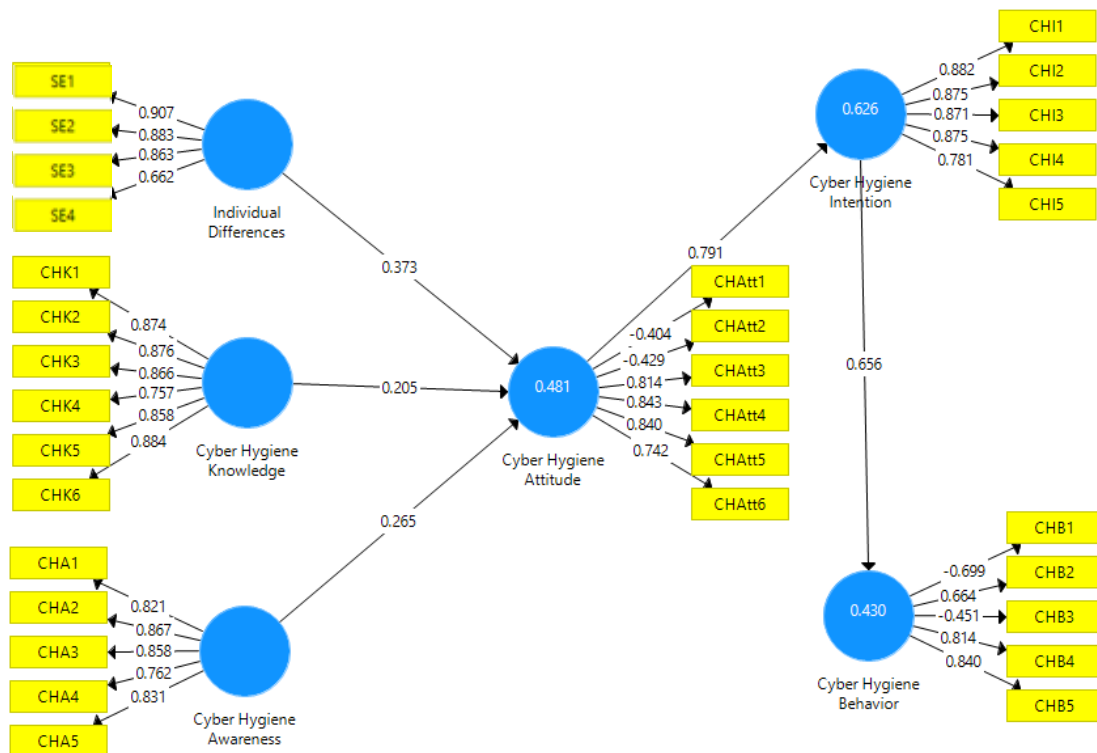 SE1
SE2
SE3
SE4
0.907
0.883
0.863
0.662
Individual
Differences
0.373
CHK1
CHK2
CHK3
CHK4
CHK5
CHK6
0.874
0.876
0.866
0.757
0.858
0.884
Cyber Hygiene
Knowledge
0.205
CHA1
CHA2
CHA3
CHA4
CHA5
0.821
0.867
0.858
0.762
0.831
Cyber Hygiene
Awareness
0.265
0.481
Cyber Hygiene
Attitude
-0.404
-0.429
0.814
0.843
0.840
0.742
CHAtt1
CHAtt2
CHAtt3
CHAtt4
CHAtt5
CHAtt6
0.791
0.626
Cyber Hygiene
Intention
0.882
0.875
0.871
0.875
0.781
CHI1
CHI2
CHI3
CHI4
CHI5
0.656
0.430
Cyber Hygiene
Behavior
-0.699
0.664
-0.451
0.814
0.840
CHB1
CHB2
CHB3
CHB4
CHB5